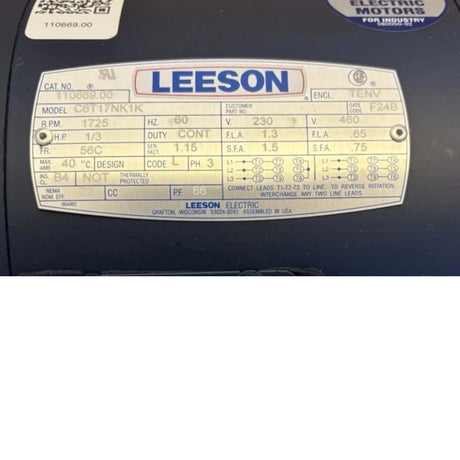 110669.00
ELECTRIC
MOTORS
FOR INDUSTRY
LEESON
CAT NO. 110669.00
ENCL. TENV
MODEL C6T17NK1K
CUSTOMER PART NO.
DATE CODE F24B
R.P.M. 1725 HZ. 60 V. 230 V. 460
H.P. 1/3 DUTY CONT F.L.A. 1.3 F.L.A. .65
FR. 56C SER. FACT. 1.15 S.F.A. 1.5 S.F.A. .75
MAX. AMB. 40 °C DESIGN CODE L PH. 3
INS. CL. B4 NOT THERMALLY PROTECTED
NEMA NOM. EFF. CC P.F. 66
CONNECT LEADS T1-T2-T3 TO LINE, TO REVERSE ROTATION,
INTERCHANGE ANY TWO LINE LEADS.
LEESON ELECTRIC
GRAFTON, WISCONSIN 53024-0241 ASSEMBLED IN USA